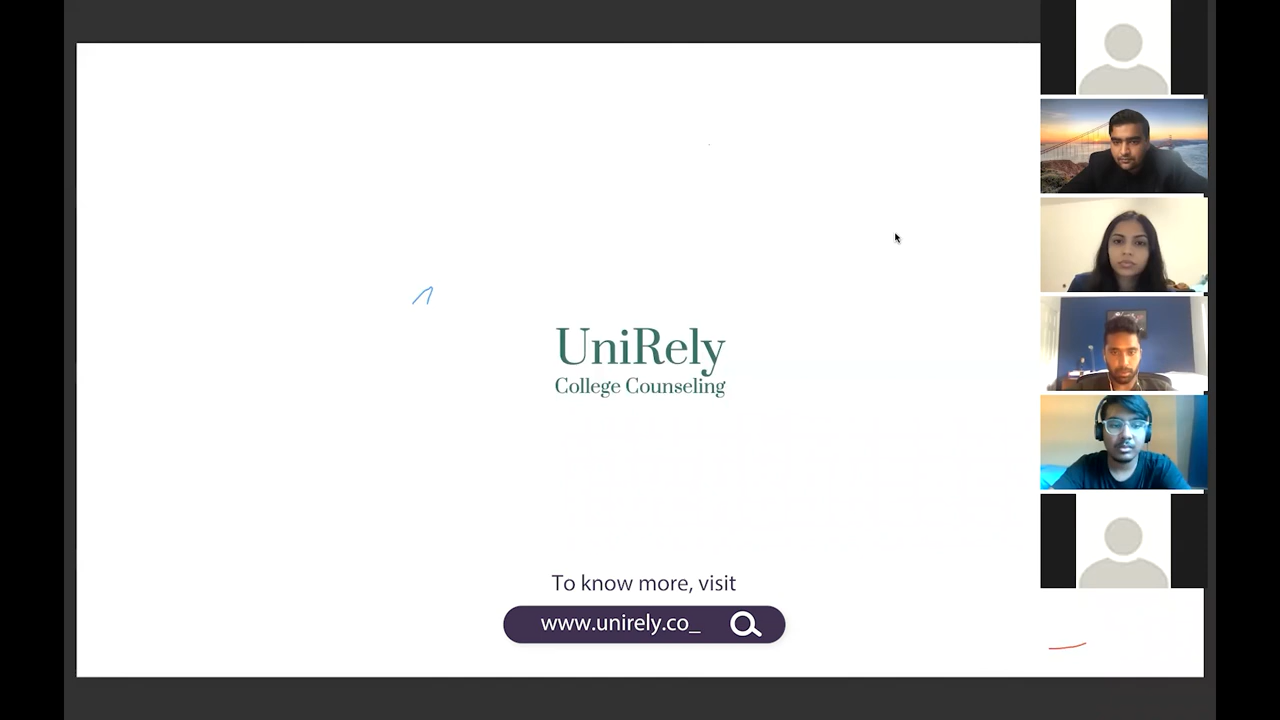 UniRely
College Counseling
To know more, visit
www.unirely.co_